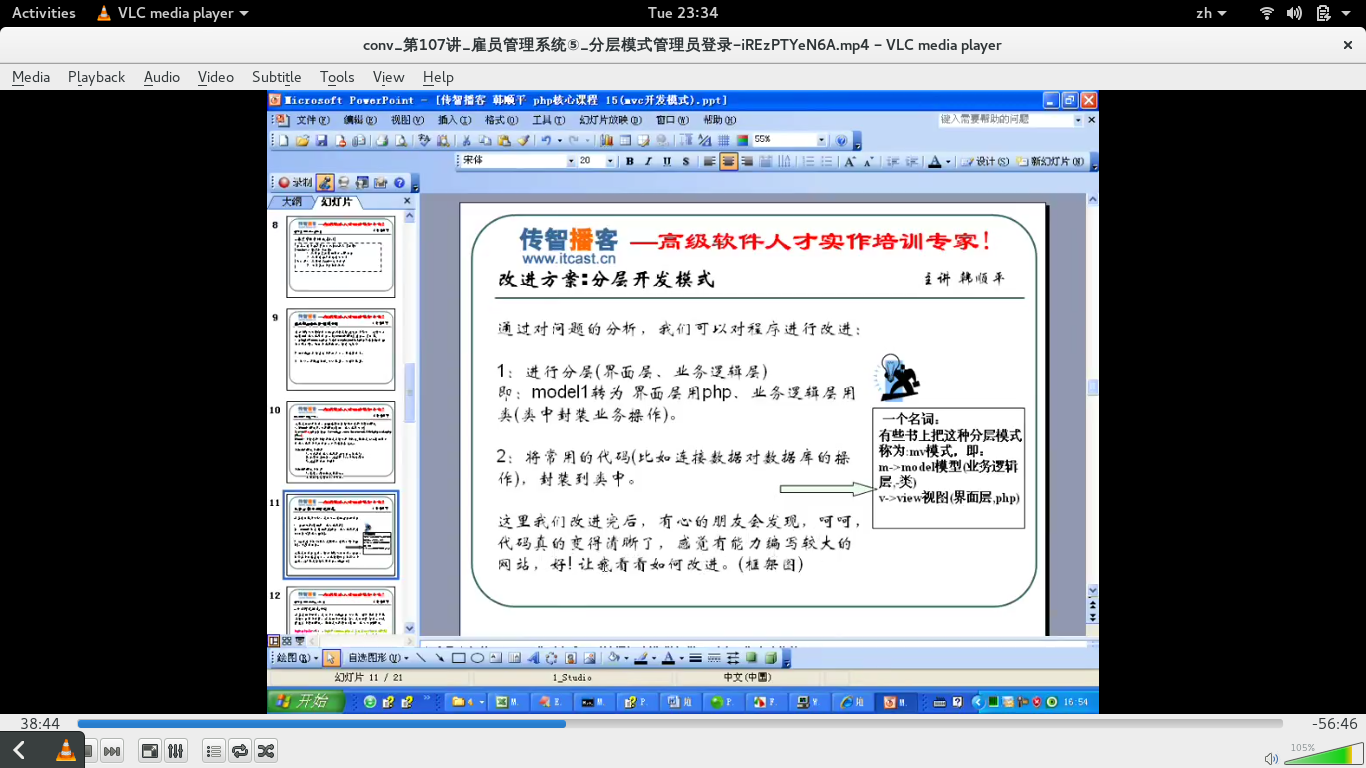 Activities VLC media player Tue 23:34 zh
conv_第107讲_雇员管理系统⑤_分层模式管理员登录-iREzPTYeN6A.mp4 – VLC media player
Media Playback Audio Video Subtitle Tools View Help
Microsoft PowerPoint - [传智播客 韩顺平 php核心课程 15(mvc开发模式).ppt]
文件(F) 编辑(E) 视图(V) 插入(I) 格式(O) 工具(T) 幻灯片放映(D) 窗口(W) 帮助(H) 键入需要帮助的问题
55%
宋体 20 B I U S A A A 设计(S) 新幻灯片(N)
录制
大纲 幻灯片
8
9
10
11
12
传智播客 —高级软件人才实作培训专家!
www.itcast.cn
改进方案:分层开发模式 主讲 韩顺平
通过对问题的分析，我们可以对程序进行改进：
1：进行分层(界面层、业务逻辑层)
即：model1转为 界面层用php、业务逻辑层用
类(类中封装业务操作)。
2：将常用的代码(比如连接数据对数据库的操
作)，封装到类中。
这里我们改进完后，有心的朋友会发现，呵呵，
代码真的变得清晰了，感觉有能力编写较大的
网站，好! 让我看看如何改进。(框架图)
一个名词：
有些书上把这种分层模式
称为:mv模式，即：
m->model模型(业务逻辑
层,-类)
v->view视图(界面层,php)
绘图(R) 自选图形(U)
幻灯片 11 / 21 1_Studio 中文(中国)
开始 16:54
38:44 -56:46
105%